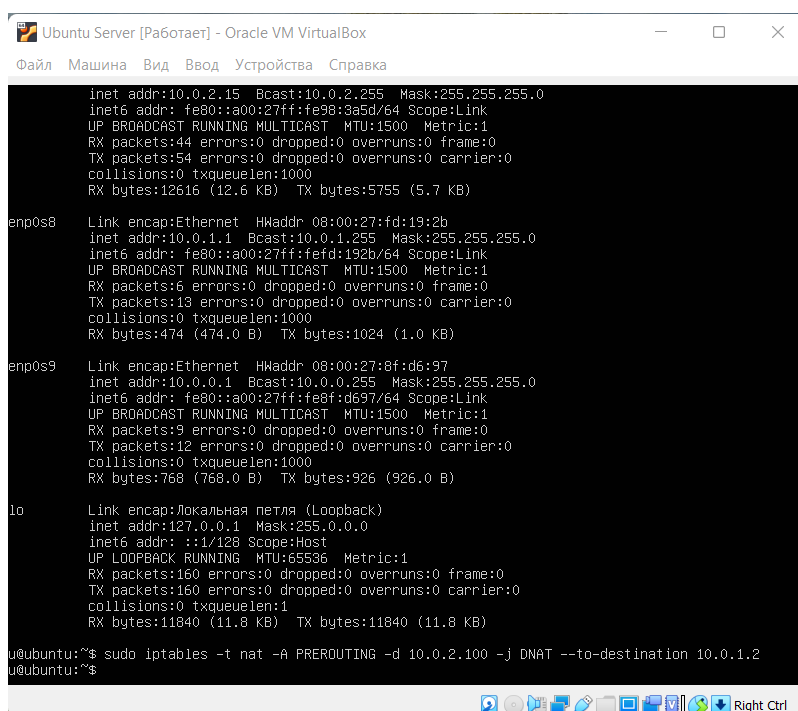 Ubuntu Server [Работает] - Oracle VM VirtualBox
Файл Машина Вид Ввод Устройства Справка
inet addr:10.0.2.15 Bcast:10.0.2.255 Mask:255.255.255.0
inet6 addr: fe80::a00:27ff:fe98:3a5d/64 Scope:Link
UP BROADCAST RUNNING MULTICAST MTU:1500 Metric:1
RX packets:44 errors:0 dropped:0 overruns:0 frame:0
TX packets:54 errors:0 dropped:0 overruns:0 carrier:0
collisions:0 txqueuelen:1000
RX bytes:12616 (12.6 KB) TX bytes:5755 (5.7 KB)
enp0s8 Link encap:Ethernet HWaddr 08:00:27:fd:19:2b
inet addr:10.0.1.1 Bcast:10.0.1.255 Mask:255.255.255.0
inet6 addr: fe80::a00:27ff:fefd:192b/64 Scope:Link
UP BROADCAST RUNNING MULTICAST MTU:1500 Metric:1
RX packets:6 errors:0 dropped:0 overruns:0 frame:0
TX packets:13 errors:0 dropped:0 overruns:0 carrier:0
collisions:0 txqueuelen:1000
RX bytes:474 (474.0 B) TX bytes:1024 (1.0 KB)
enp0s9 Link encap:Ethernet HWaddr 08:00:27:8f:d6:97
inet addr:10.0.0.1 Bcast:10.0.0.255 Mask:255.255.255.0
inet6 addr: fe80::a00:27ff:fe8f:d697/64 Scope:Link
UP BROADCAST RUNNING MULTICAST MTU:1500 Metric:1
RX packets:9 errors:0 dropped:0 overruns:0 frame:0
TX packets:12 errors:0 dropped:0 overruns:0 carrier:0
collisions:0 txqueuelen:1000
RX bytes:768 (768.0 B) TX bytes:926 (926.0 B)
lo Link encap:Локальная петля (Loopback)
inet addr:127.0.0.1 Mask:255.0.0.0
inet6 addr: ::1/128 Scope:Host
UP LOOPBACK RUNNING MTU:65536 Metric:1
RX packets:160 errors:0 dropped:0 overruns:0 frame:0
TX packets:160 errors:0 dropped:0 overruns:0 carrier:0
collisions:0 txqueuelen:1
RX bytes:11840 (11.8 KB) TX bytes:11840 (11.8 KB)
u@ubuntu:~$ sudo iptables -t nat -A PREROUTING -d 10.0.2.100 -j DNAT --to-destination 10.0.1.2
u@ubuntu:~$
Right Ctrl